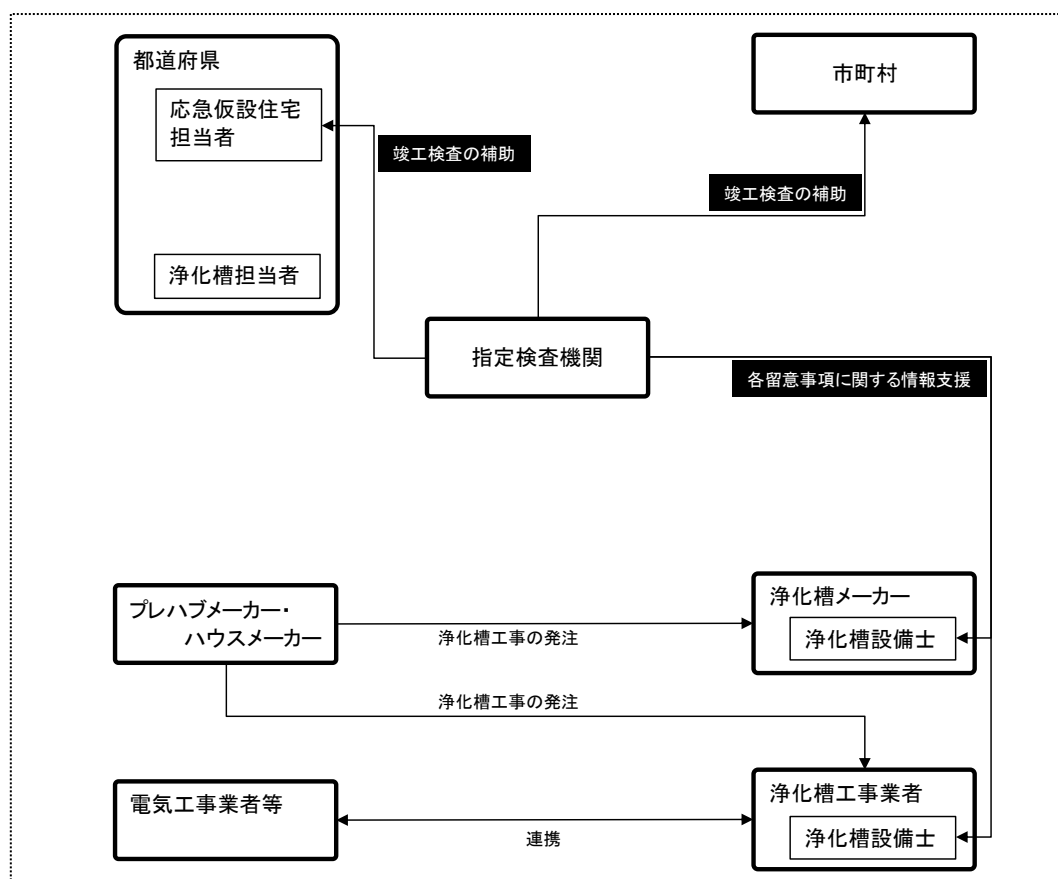 都道府県
応急仮設住宅
担当者
浄化槽担当者
市町村
竣工検査の補助
竣工検査の補助
指定検査機関
各留意事項に関する情報支援
プレハブメーカー・
ハウスメーカー
浄化槽工事の発注
浄化槽メーカー
浄化槽設備士
浄化槽工事の発注
電気工事業者等
連携
浄化槽工事業者
浄化槽設備士